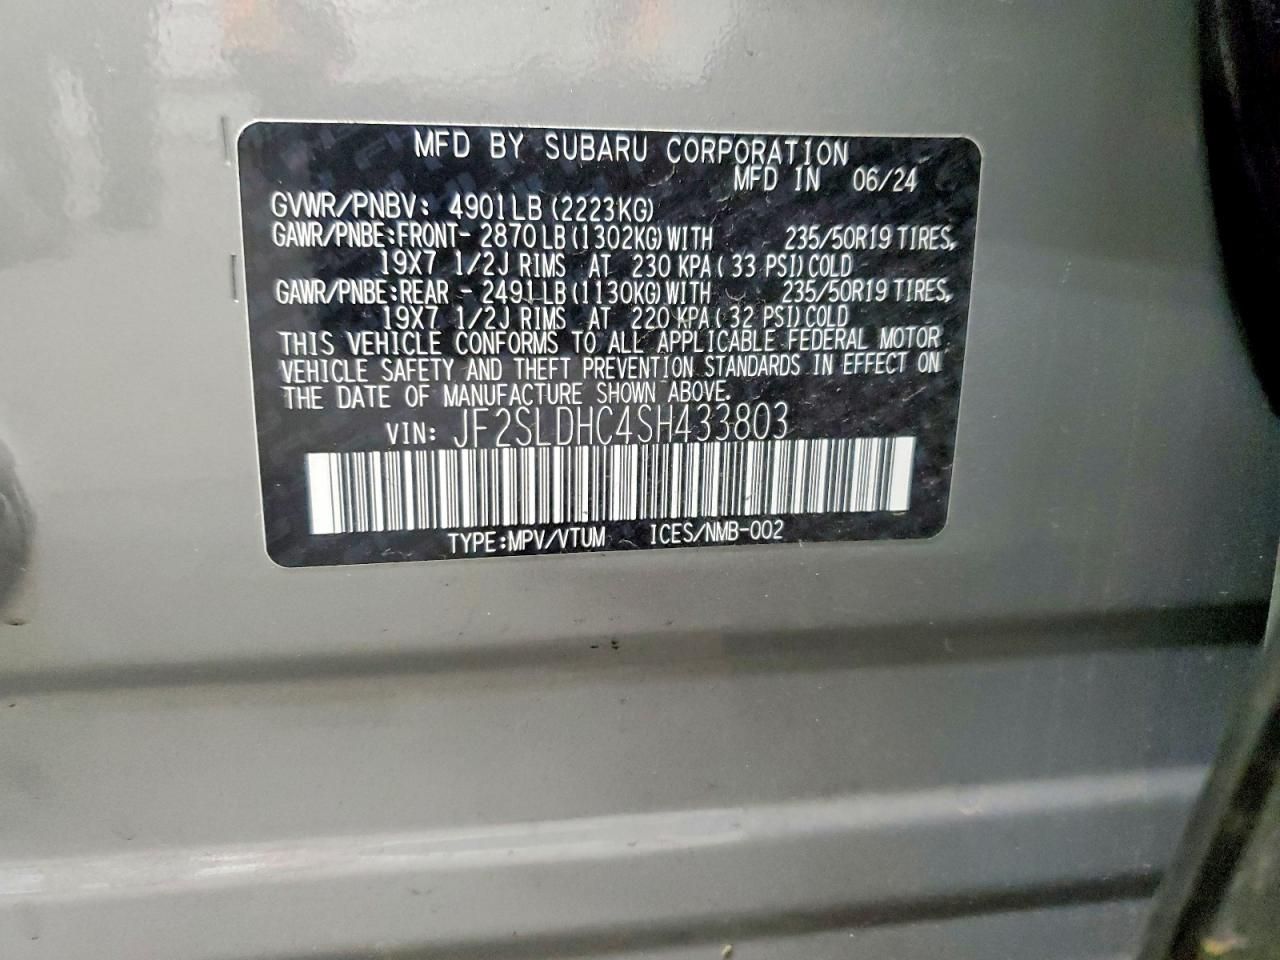 MFD BY SUBARU CORPORATION
MFD IN 06/24
GVWR/PNBV: 4901LB (2223KG)
GAWR/PNBE:FRONT- 2870LB(1302KG)WITH 235/50R19 TIRES,
19X7 1/2J RIMS AT 230 KPA( 33 PSI)COLD
GAWR/PNBE:REAR - 2491LB(1130KG)WITH 235/50R19 TIRES,
19X7 1/2J RIMS AT 220 KPA( 32 PSI)COLD
THIS VEHICLE CONFORMS TO ALL APPLICABLE FEDERAL MOTOR
VEHICLE SAFETY AND THEFT PREVENTION STANDARDS IN EFFECT ON
THE DATE OF MANUFACTURE SHOWN ABOVE.
VIN: JF2SLDHC4SH433803
TYPE:MPV/VTUM ICES/NMB-002